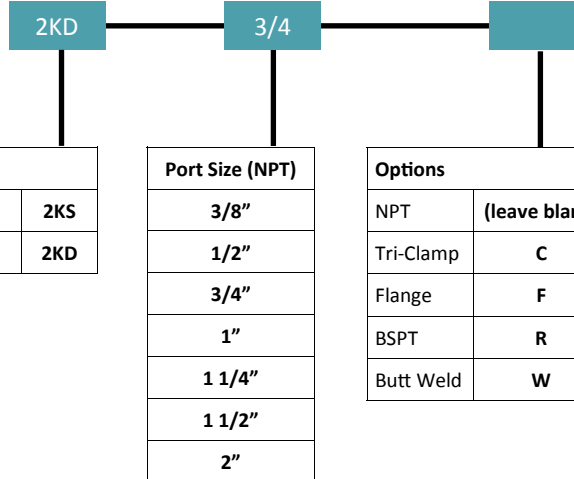 2KD 3/4
2KS
2KD
Port Size (NPT)
3/8”
1/2”
3/4”
1”
1 1/4”
1 1/2”
2”
Options
NPT (leave
Tri-Clamp C
Flange F
BSPT R
Butt Weld W